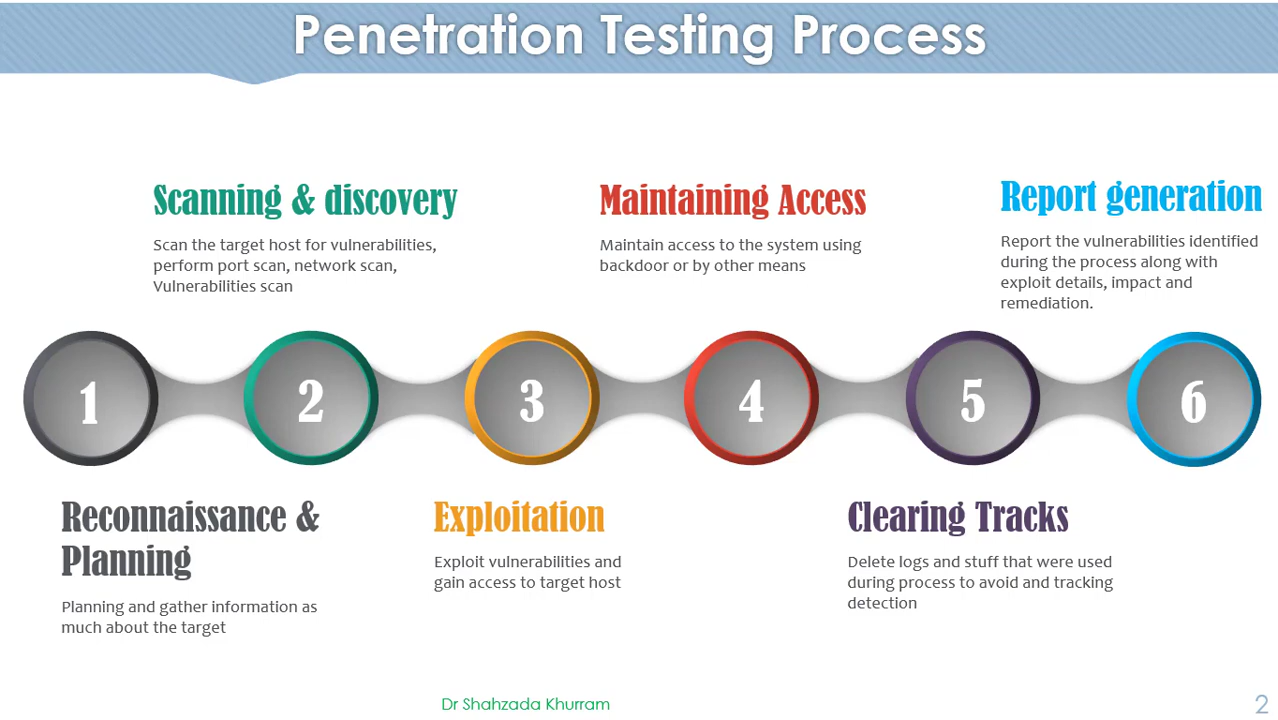 Penetration Testing Process
Scanning & discovery
Scan the target host for vulnerabilities,
perform port scan, network scan,
Vulnerabilities scan
Maintaining Access
Maintain access to the system using
backdoor or by other means
Report generation
Report the vulnerabilities identified
during the process along with
exploit details, impact and
remediation.
1
2
3
4
5
6
Reconnaissance &
Planning
Planning and gather information as
much about the target
Exploitation
Exploit vulnerabilities and
gain access to target host
Clearing Tracks
Delete logs and stuff that were used
during process to avoid and tracking
detection
Dr Shahzada Khurram
2